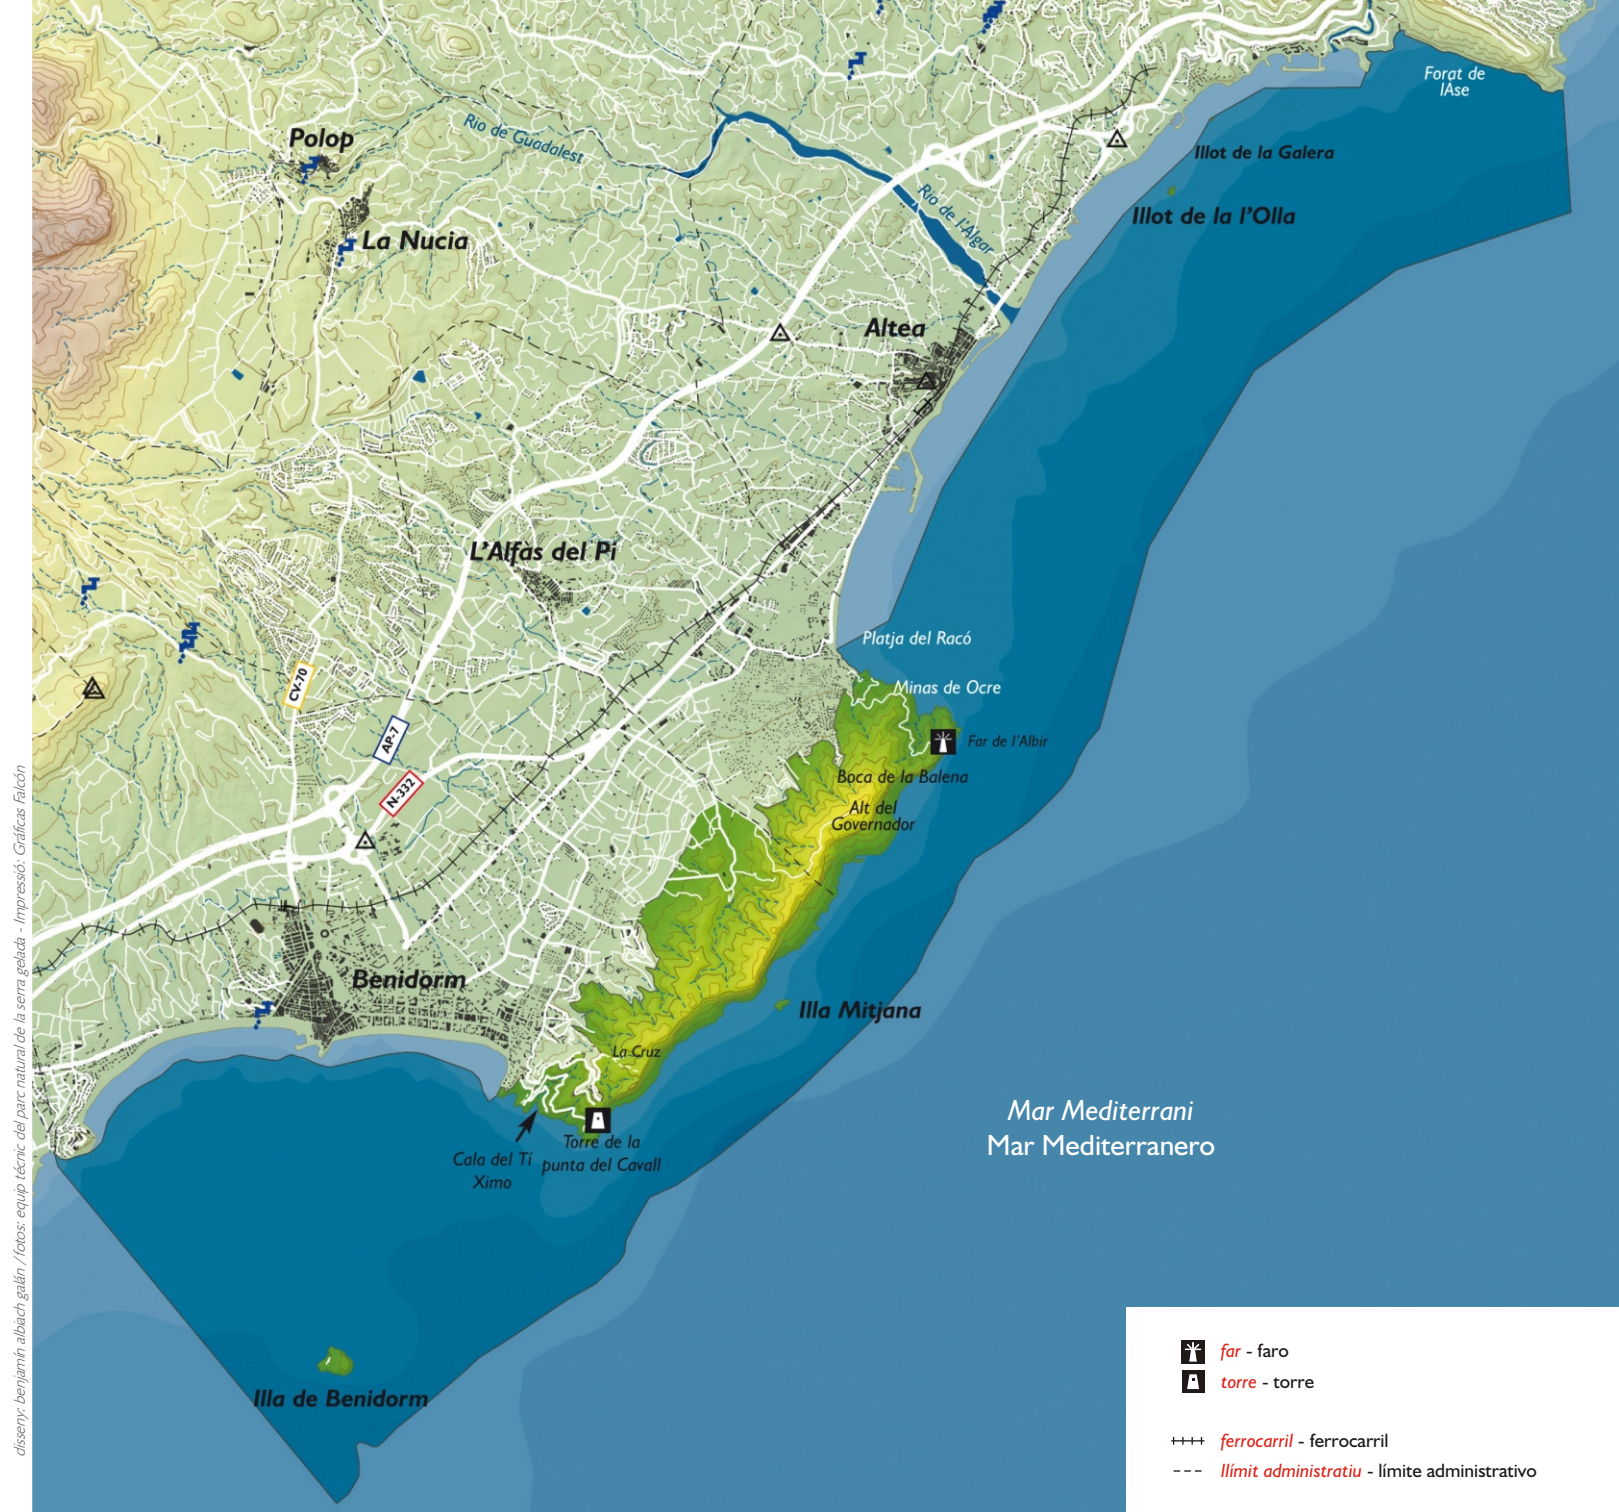 Forat de
lAse
Rio de Guadalest
Polop
Illot de la Galera
Illot de la l'Olla
Rio de l'Algar
La Nucia
Altea
L'Alfàs del Pi
Platja del Racó
Minas de Ocre
CV-70
AP-7
Far de l'Albir
N-332
Boca de la Balena
Alt del
Governador
Benidorm
Illa Mitjana
La Cruz
Mar Mediterrani
Mar Mediterranero
Torre de la
punta del Cavall
Cala del Tí
Ximo
Illa de Benidorm
far - faro
torre - torre
ferrocarril - ferrocarril
llímit administratiu - límite administrativo
disseny: benjamín albiach galán / fotos: equip técnic del parc natural de la serra gelada - Impressió: Gráficas Falcón